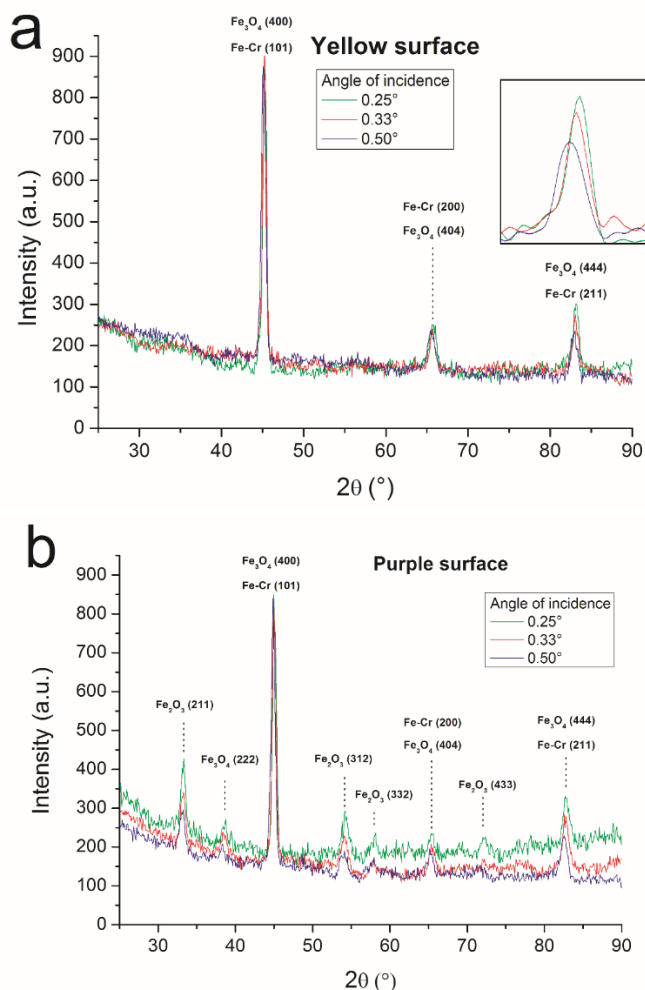 a
Fe₃O₄ (400)
Fe-Cr (101)
Yellow surface
Angle of incidence
0.25°
0.33°
0.50°
Fe-Cr (200)
Fe₃O₄ (404)
Fe₃O₄ (444)
Fe-Cr (211)
Intensity (a.u.)
900
800
700
600
500
400
300
200
100
0
30 40 50 60 70 80 90
2θ (°)
b
Fe₃O₄ (400)
Fe-Cr (101)
Purple surface
Angle of incidence
0.25°
0.33°
0.50°
Fe₂O₃ (211)
Fe₃O₄ (222)
Fe₂O₃ (312)
Fe₂O₃ (332)
Fe-Cr (200)
Fe₃O₄ (404)
Fe₂O₃ (433)
Fe₃O₄ (444)
Fe-Cr (211)
Intensity (a.u.)
900
800
700
600
500
400
300
200
100
0
30 40 50 60 70 80 90
2θ (°)